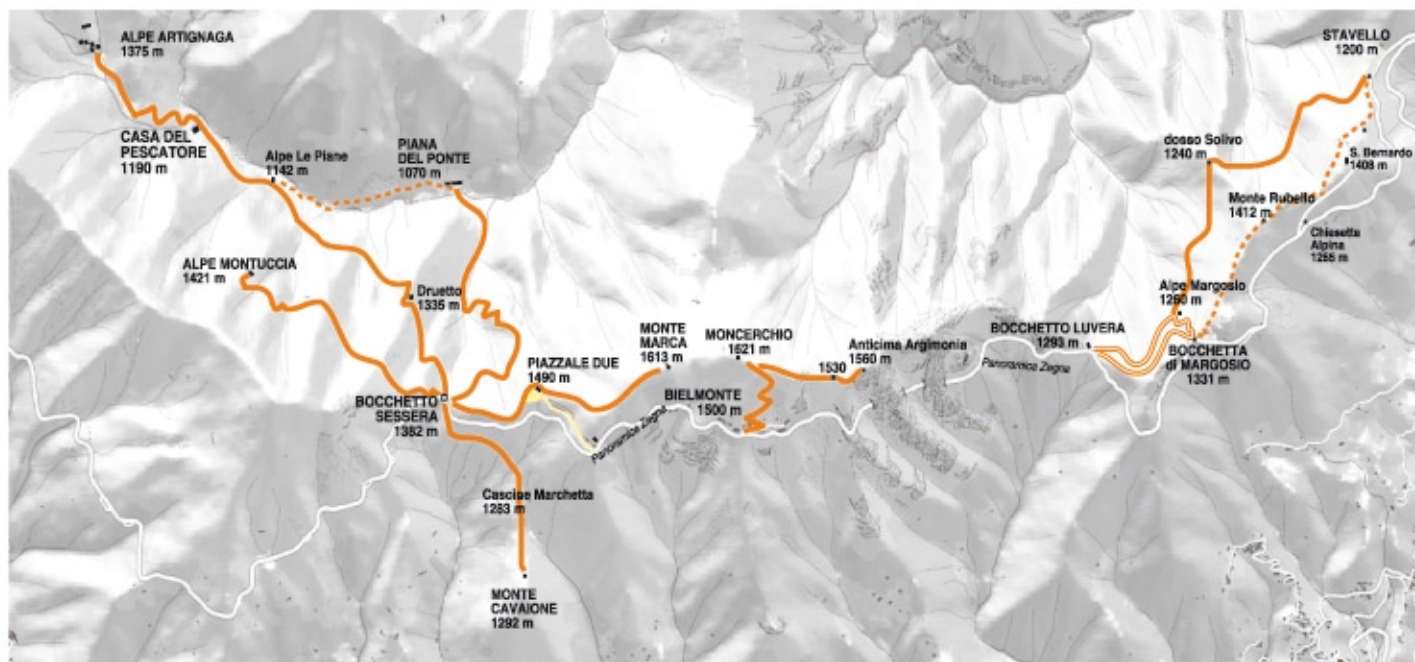 ALPE ARTIGNAGA
1375 m
STAVELLO
1200 m
CASA DEL
PESCATORE
1190 m
Alpe Le Piane
1142 m
PIANA
DEL PONTE
1070 m
dosso Solivo
1240 m
S. Bernardo
1408 m
Monte Rubello
1412 m
Chiesetta
Alpina
ALPE MONTUCCIA
1421 m
Druetto
1335 m
Alpe Margosio
1260 m
BOCCHETTO LUVERA
1293 m
BOCCHETTA
di MARGOSIO
1331 m
Panoramica Zegna
MONTE
MARCA
1613 m
MONCERCHIO
1621 m
Anticima Argimonia
1560 m
1530
PIAZZALE DUE
1490 m
BIELMONTE
1500 m
BOCCHETTO
SESSERA
1382 m
Panoramica Zegna
Cascine Marchetta
1283 m
MONTE
CAVAIONE
1292 m